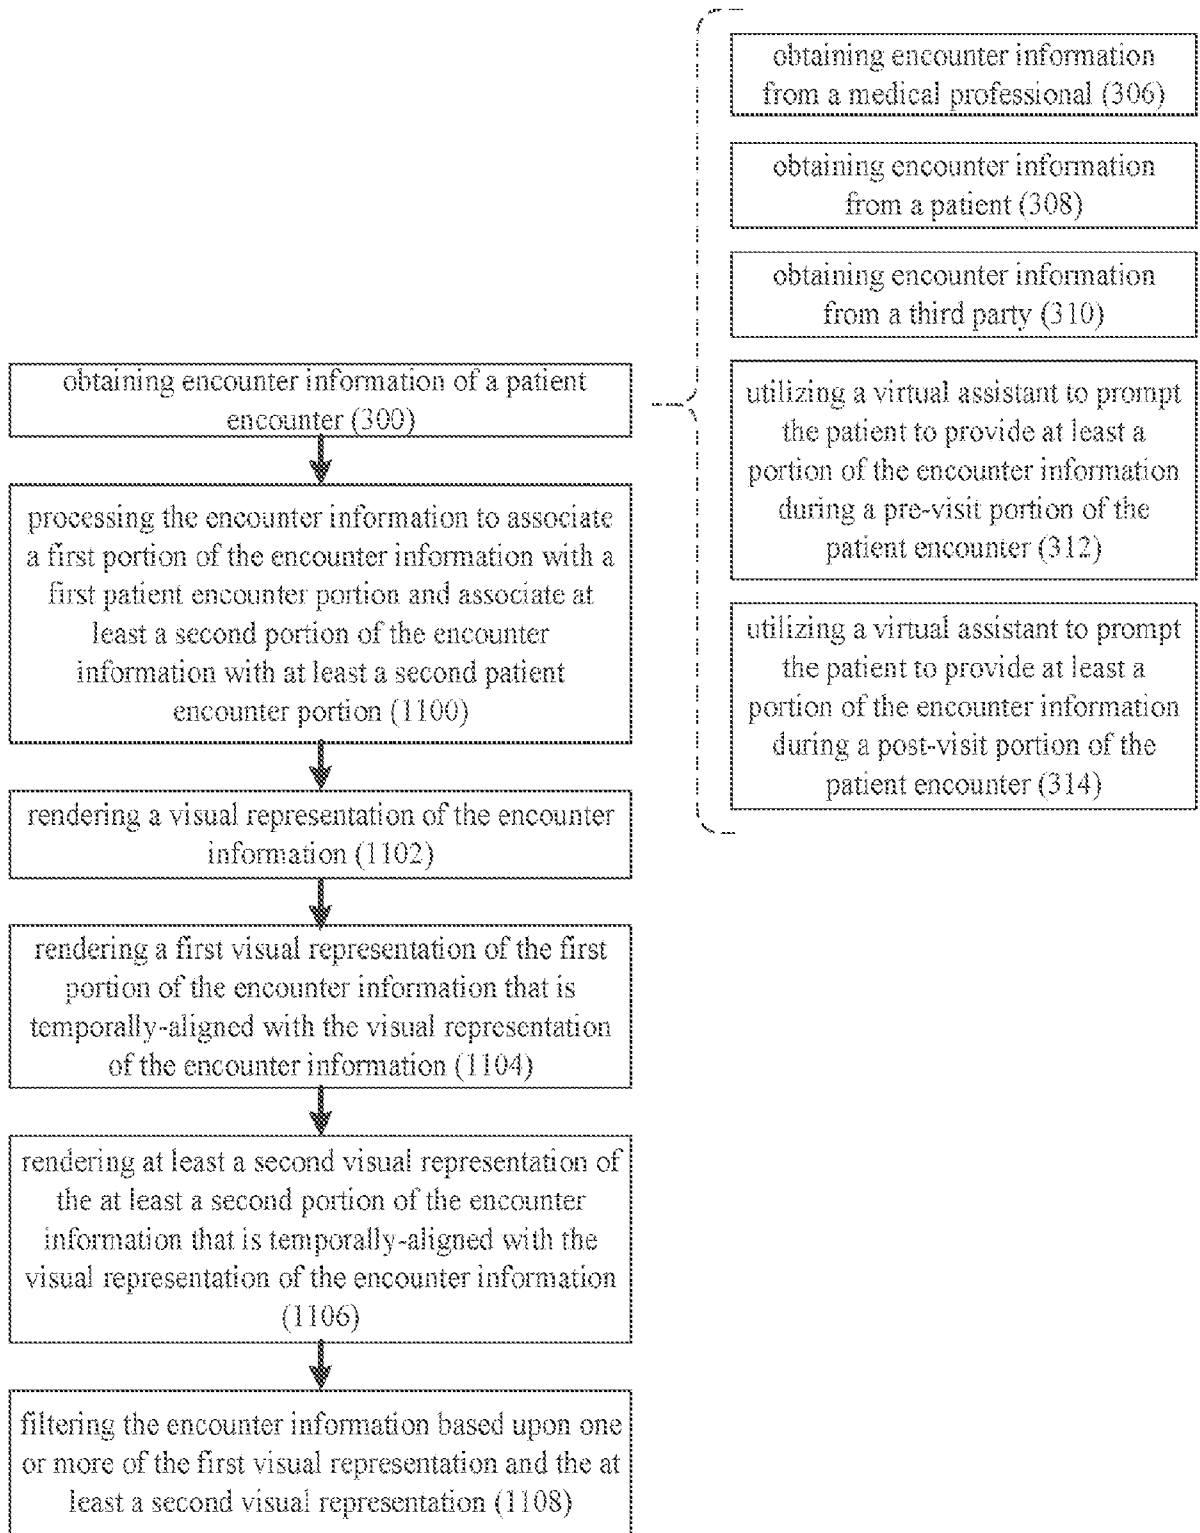 obtaining encounter information of a patient
encounter (300)
processing the encounter information to associate
a first portion of the encounter information with a
first patient encounter portion and associate at
least a second portion of the encounter
information with at least a second patient
encounter portion (1100)
rendering a visual representation of the encounter
information (1102)
rendering a first visual representation of the first
portion of the encounter information that is
temporally-aligned with the visual representation
of the encounter information (1104)
rendering at least a second visual representation of
the at least a second portion of the encounter
information that is temporally-aligned with the
visual representation of the encounter information
(1106)
filtering the encounter information based upon one
or more of the first visual representation and the at
least a second visual representation (1108)
obtaining encounter information
from a medical professional (306)
obtaining encounter information
from a patient (308)
obtaining encounter information
from a third party (310)
utilizing a virtual assistant to prompt
the patient to provide at least a
portion of the encounter information
during a pre-visit portion of the
patient encounter (312)
utilizing a virtual assistant to prompt
the patient to provide at least a
portion of the encounter information
during a post-visit portion of the
patient encounter (314)